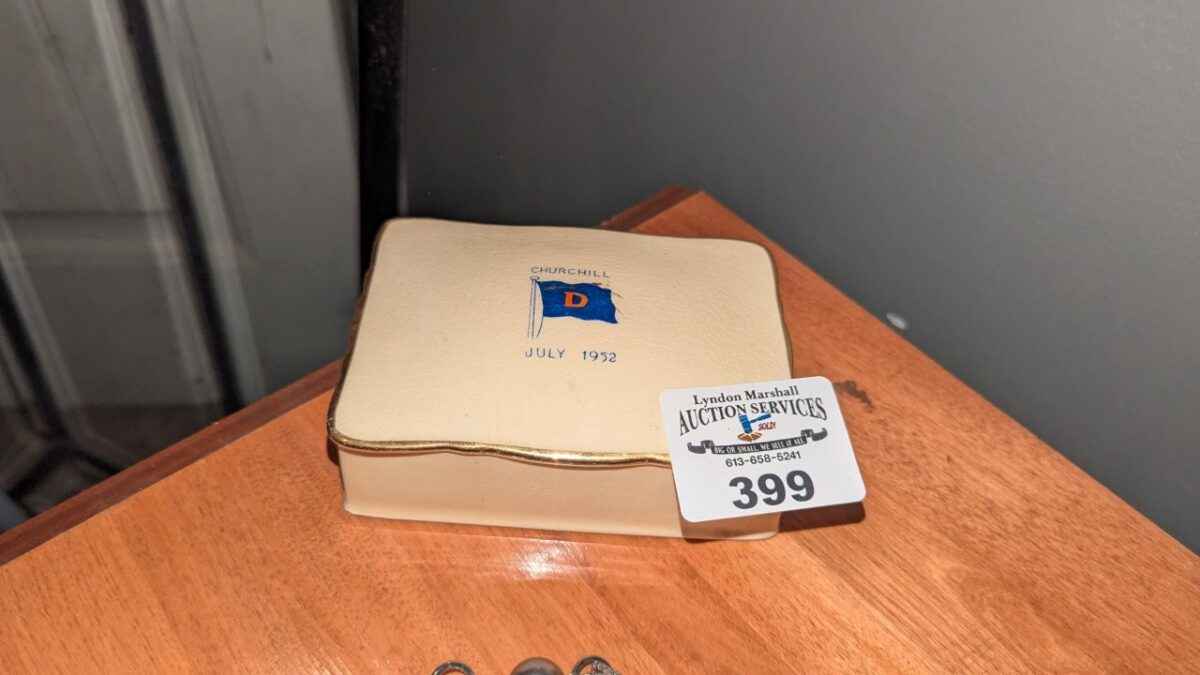 CHURCHILL
D
JULY 1952
Lyndon Marshall
AUCTION SERVICES
SOLD!
BIG OR SMALL, WE SELL IT ALL
613-658-5241
399